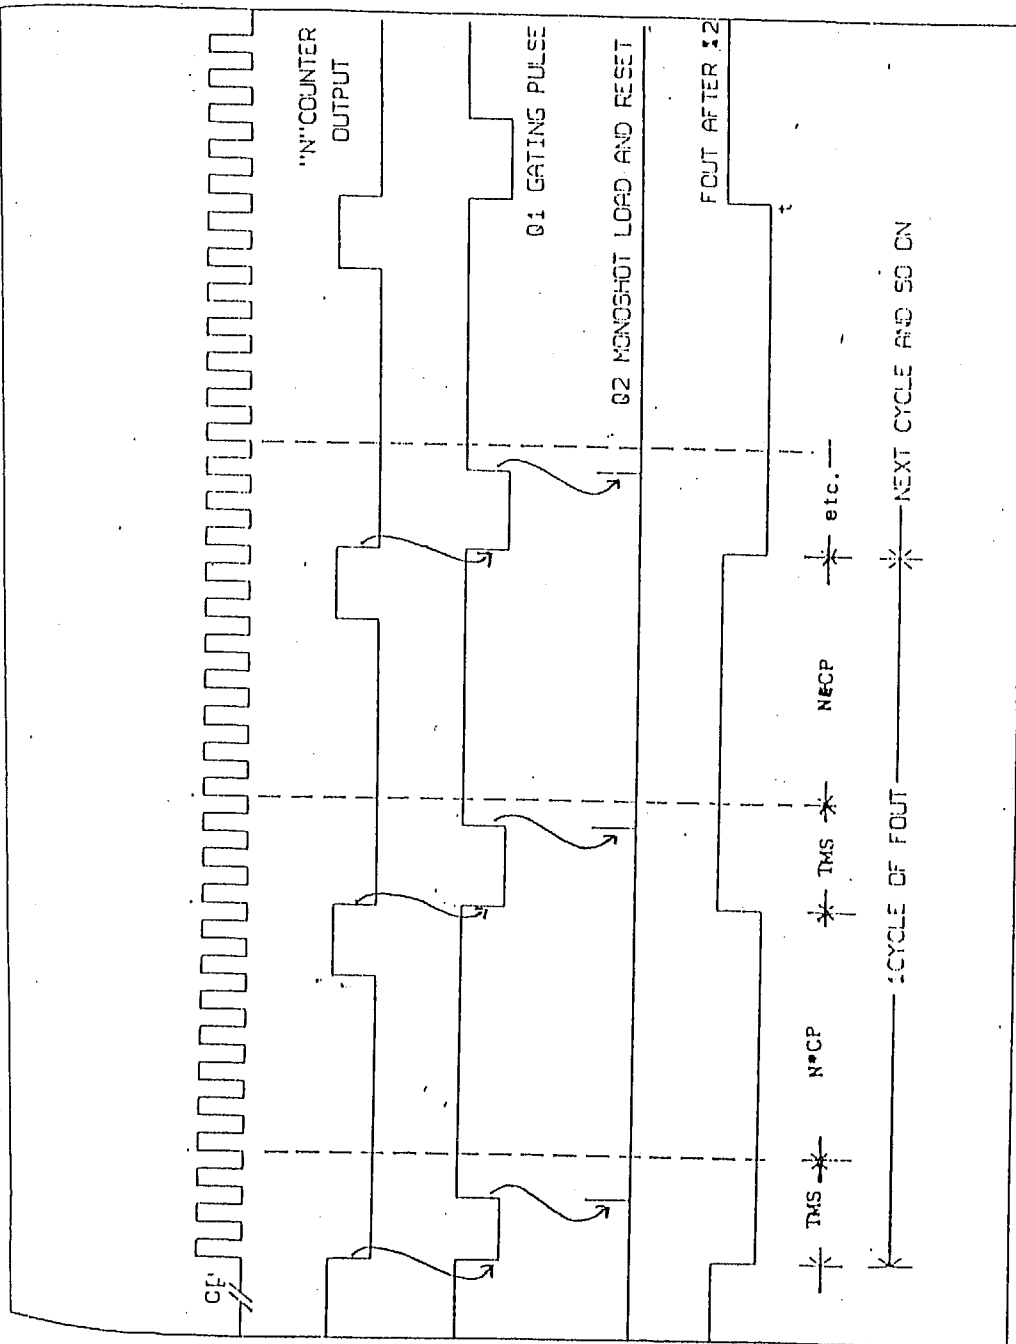 CP
"N"COUNTER
OUTPUT
Q1 GATING PULSE
Q2 MONOSHOT LOAD AND RESET
FOUT AFTER
t
TMS
N*CP
TMS
N*CP
etc.
1CYCLE OF FOUT
NEXT CYCLE AND SO ON